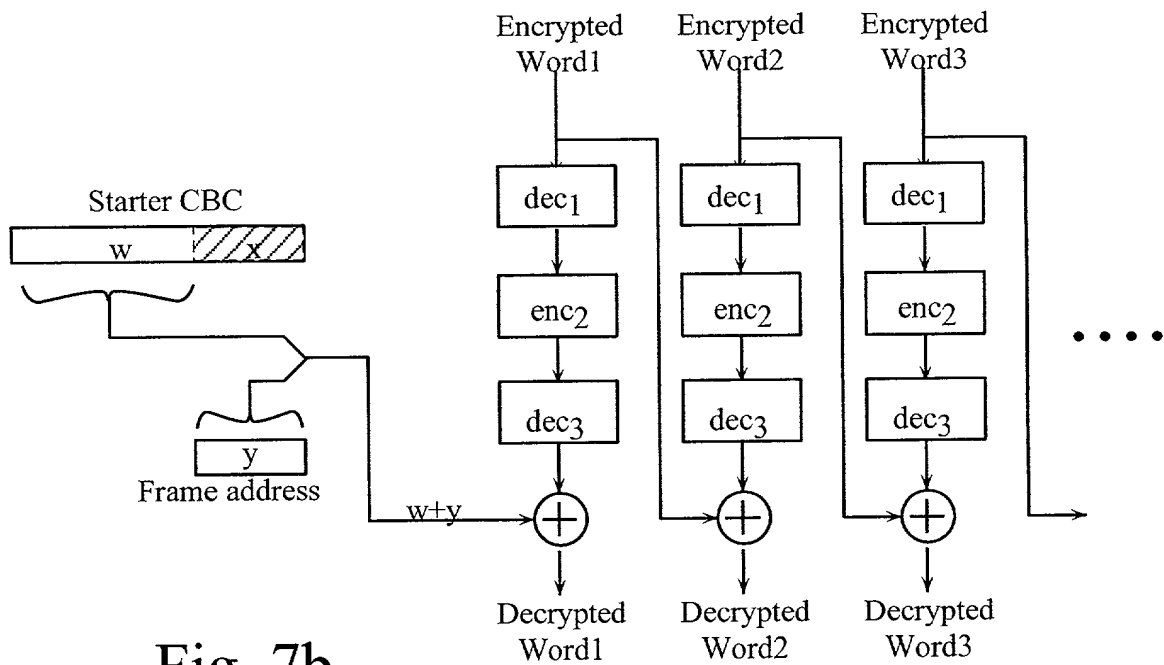 Encrypted Word1
Encrypted Word2
Encrypted Word3
Starter CBC
w
x
dec1
dec1
dec1
enc2
enc2
enc2
dec3
dec3
dec3
y
Frame address
w+y
Decrypted Word1
Decrypted Word2
Decrypted Word3
Fig. 7b